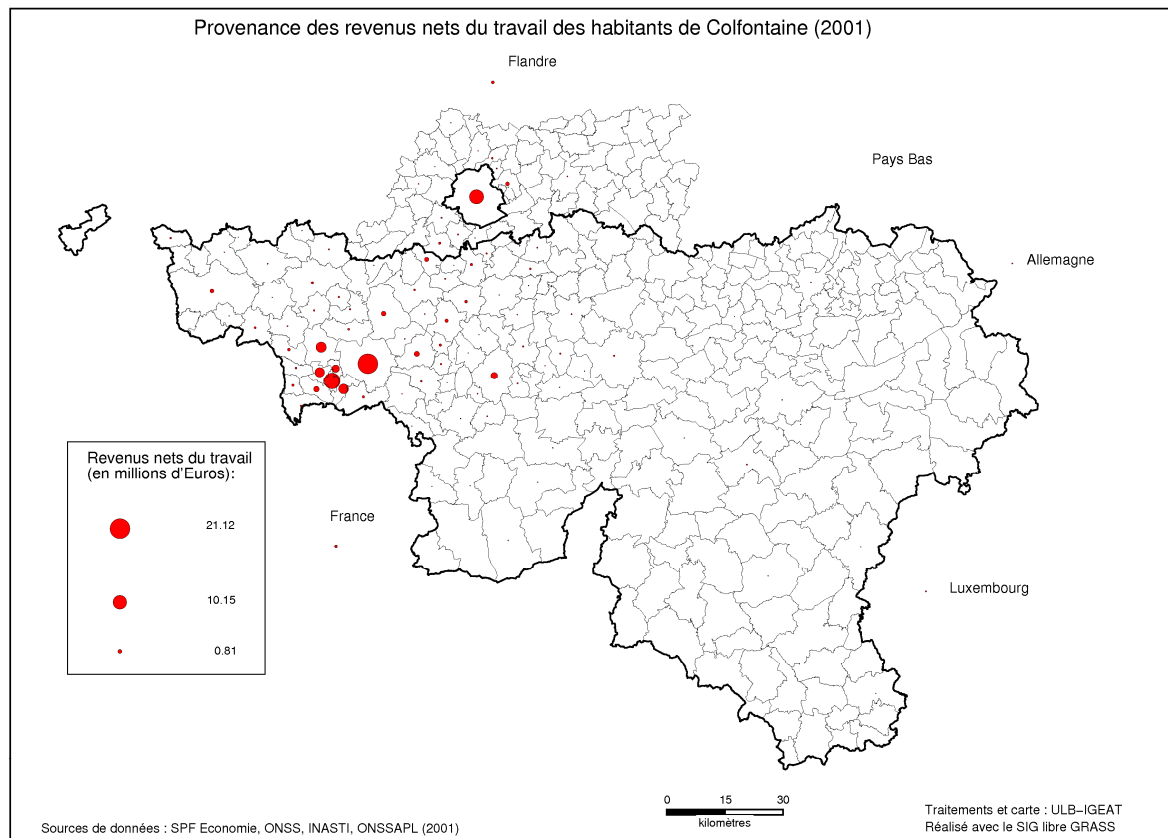 Provenance des revenus nets du travail des habitants de Colfontaine (2001)
Flandre
Pays Bas
Allemagne
Revenus nets du travail
(en millions d'Euros):
21.12
10.15
0.81
France
Luxembourg
0 15 30
kilomètres
Sources de données : SPF Economie, ONSS, INASTI, ONSSAPL (2001)
Traitements et carte : ULB–IGEAT
Réalisé avec le SIG libre GRASS